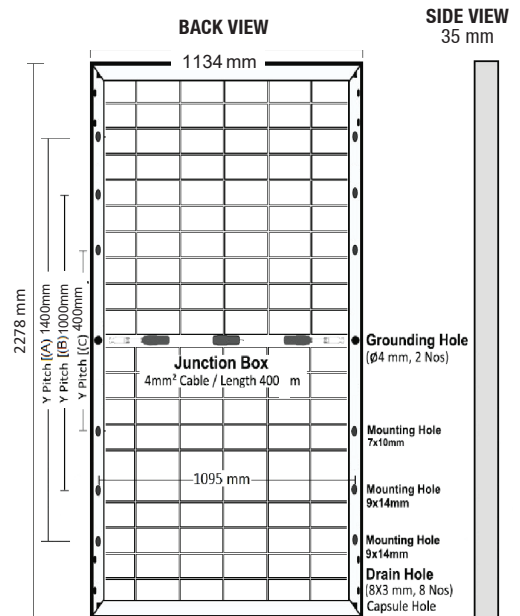 BACK VIEW
SIDE VIEW
35 mm
1134 mm
2278 mm
Y Pitch [(A) 1400mm
Y Pitch [(B) 1000mm
Y Pitch [(C) 400mm
Junction Box
4mm² Cable / Length 400 m
Grounding Hole
(Ø4 mm, 2 Nos)
Mounting Hole
7x10mm
1095 mm
Mounting Hole
9x14mm
Mounting Hole
9x14mm
Drain Hole
(8X3 mm, 8 Nos)
Capsule Hole